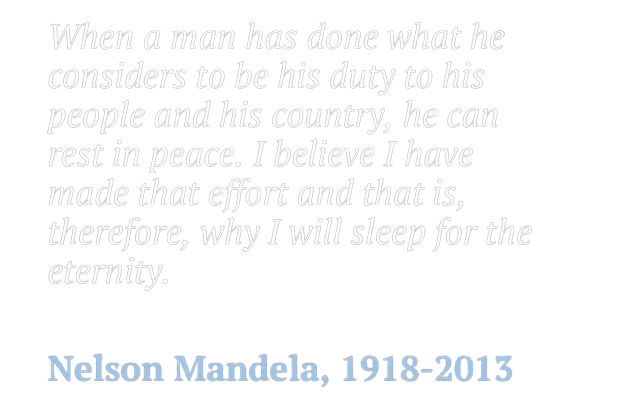 When a man has done what he
considers to be his duty to his
people and his country, he can
rest in peace. I believe I have
made that effort and that is,
therefore, why I will sleep for the
eternity.
Nelson Mandela, 1918-2013